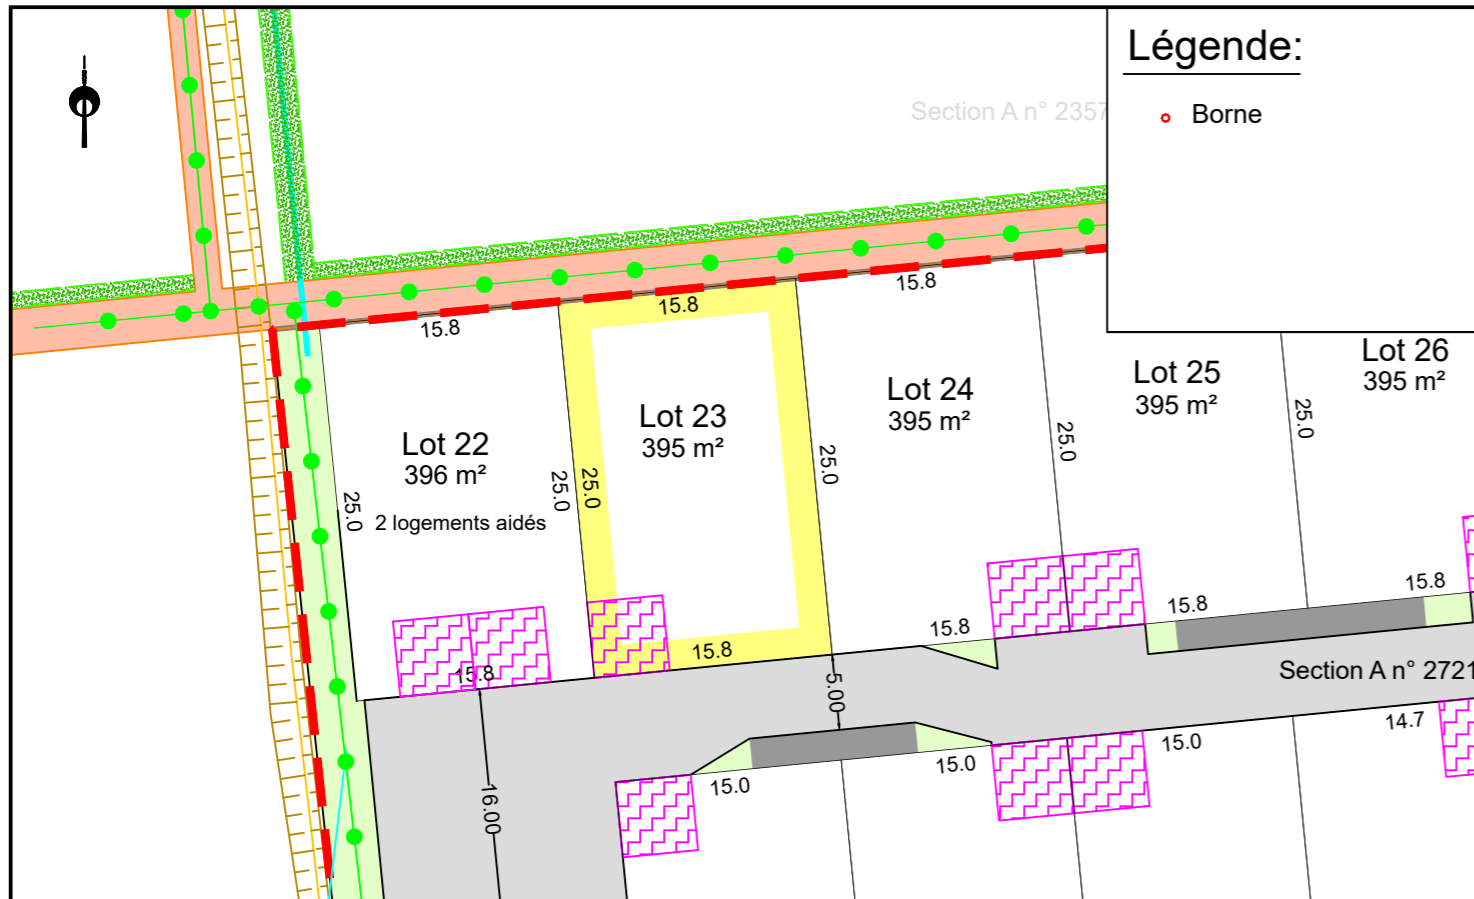 Légende:
Borne
Section A n° 2357
15.8
15.8
15.8
Lot 22
396 m²
2 logements aidés
Lot 23
395 m²
Lot 24
395 m²
Lot 25
395 m²
Lot 26
395 m²
25.0
25.0
25.0
25.0
25.0
25.0
15.8
15.8
15.8
15.8
15.8
Section A n° 2721
5.00
16.00
15.0
15.0
15.0
14.7